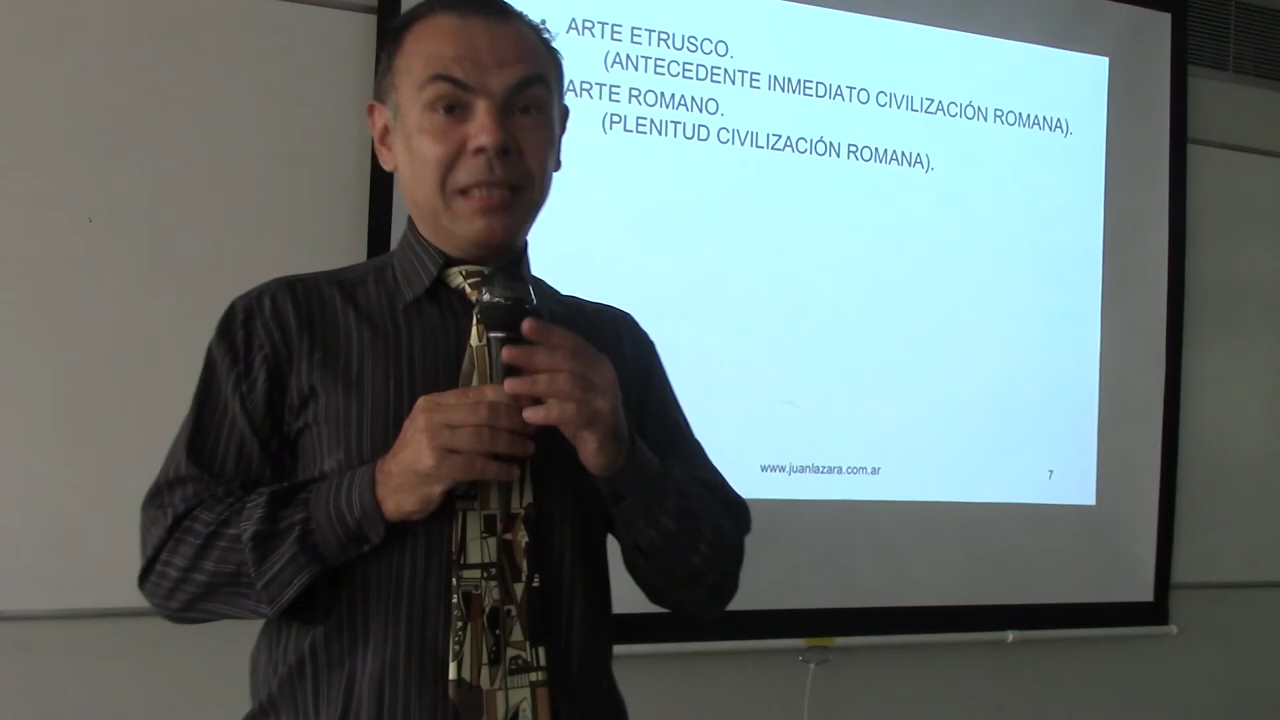 ARTE ETRUSCO.
(ANTECEDENTE INMEDIATO CIVILIZACIÓN ROMANA).
ARTE ROMANO.
(PLENITUD CIVILIZACIÓN ROMANA).
www.juanlazara.com.ar
7